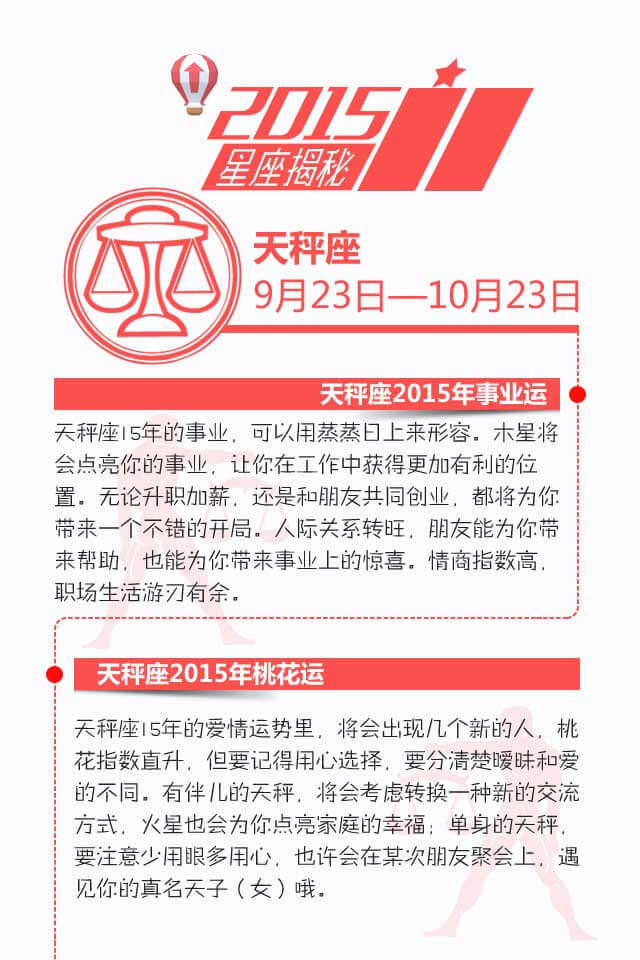 2015
星座揭秘
天秤座
9月23日—10月23日
天秤座2015年事业运
天秤座15年的事业，可以用蒸蒸日上来形容。木星将
会点亮你的事业，让你在工作中获得更加有利的位
置。无论升职加薪，还是和朋友共同创业，都将为你
带来一个不错的开局。人际关系转旺，朋友能为你带
来帮助，也能为你带来事业上的惊喜。情商指数高，
职场生活游刃有余。
天秤座2015年桃花运
天秤座15年的爱情运势里，将会出现几个新的人，桃
花指数直升，但要记得用心选择，要分清楚暧昧和爱
的不同。有伴儿的天秤，将会考虑转换一种新的交流
方式，火星也会为你点亮家庭的幸福；单身的天秤，
要注意少用眼多用心，也许会在某次朋友聚会上，遇
见你的真名天子（女）哦。